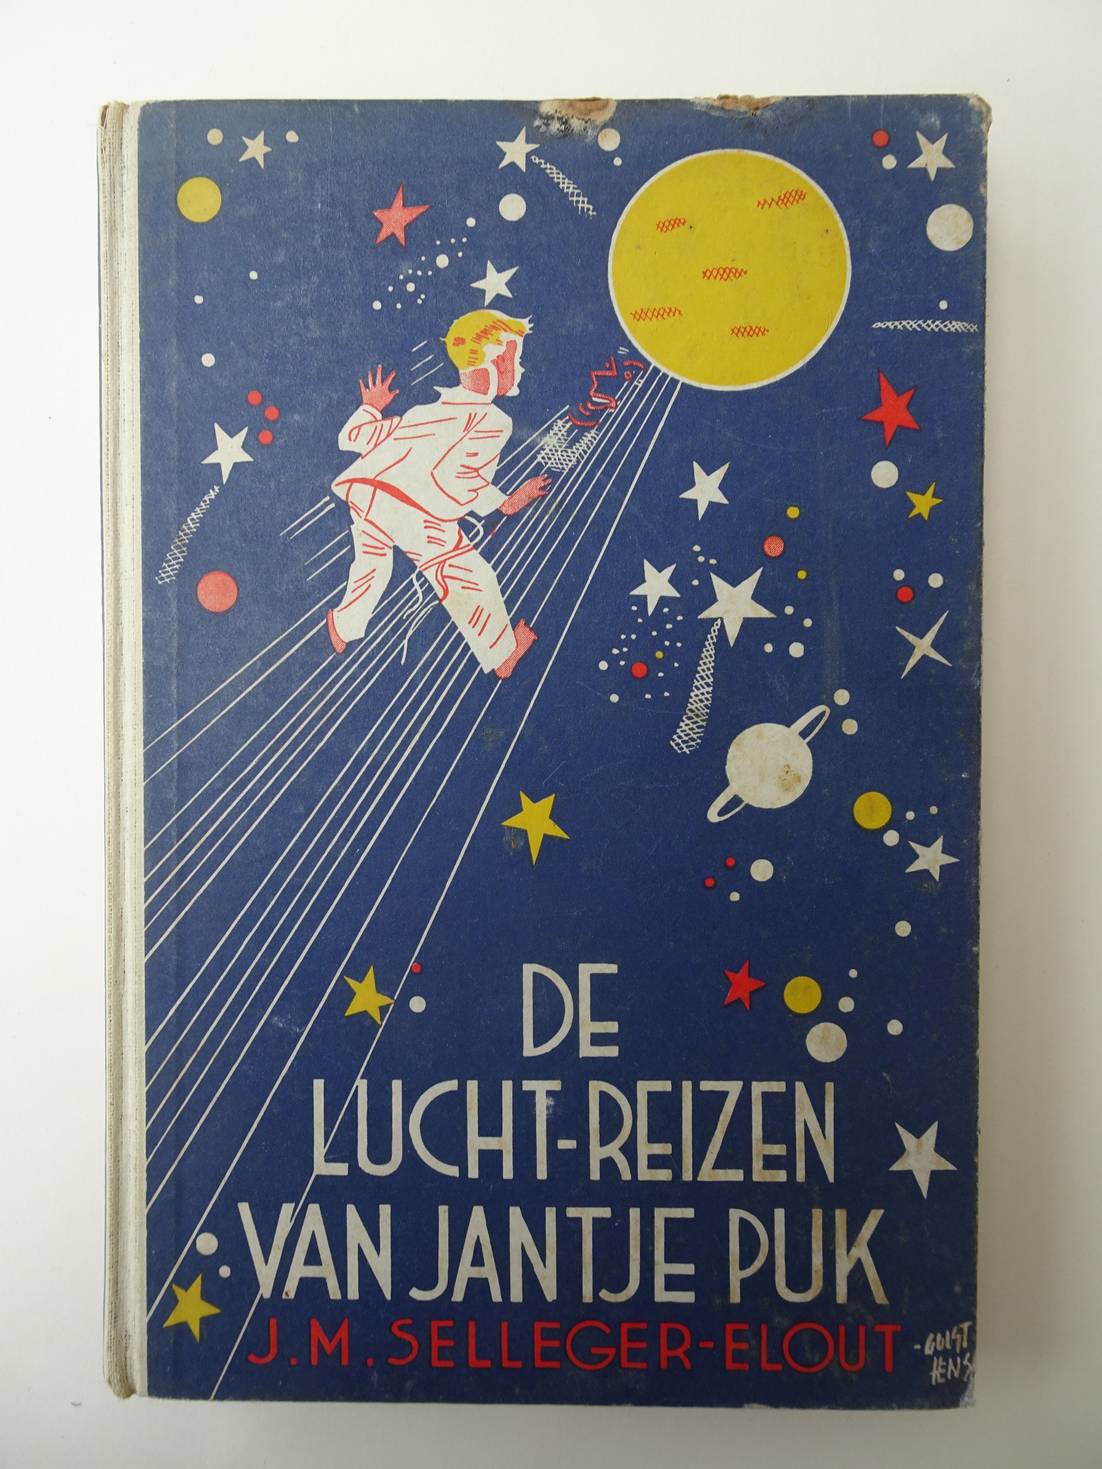 DE
LUCHT-REIZEN
VAN JANTJE PUK
J.M. SELLEGER-ELOUT